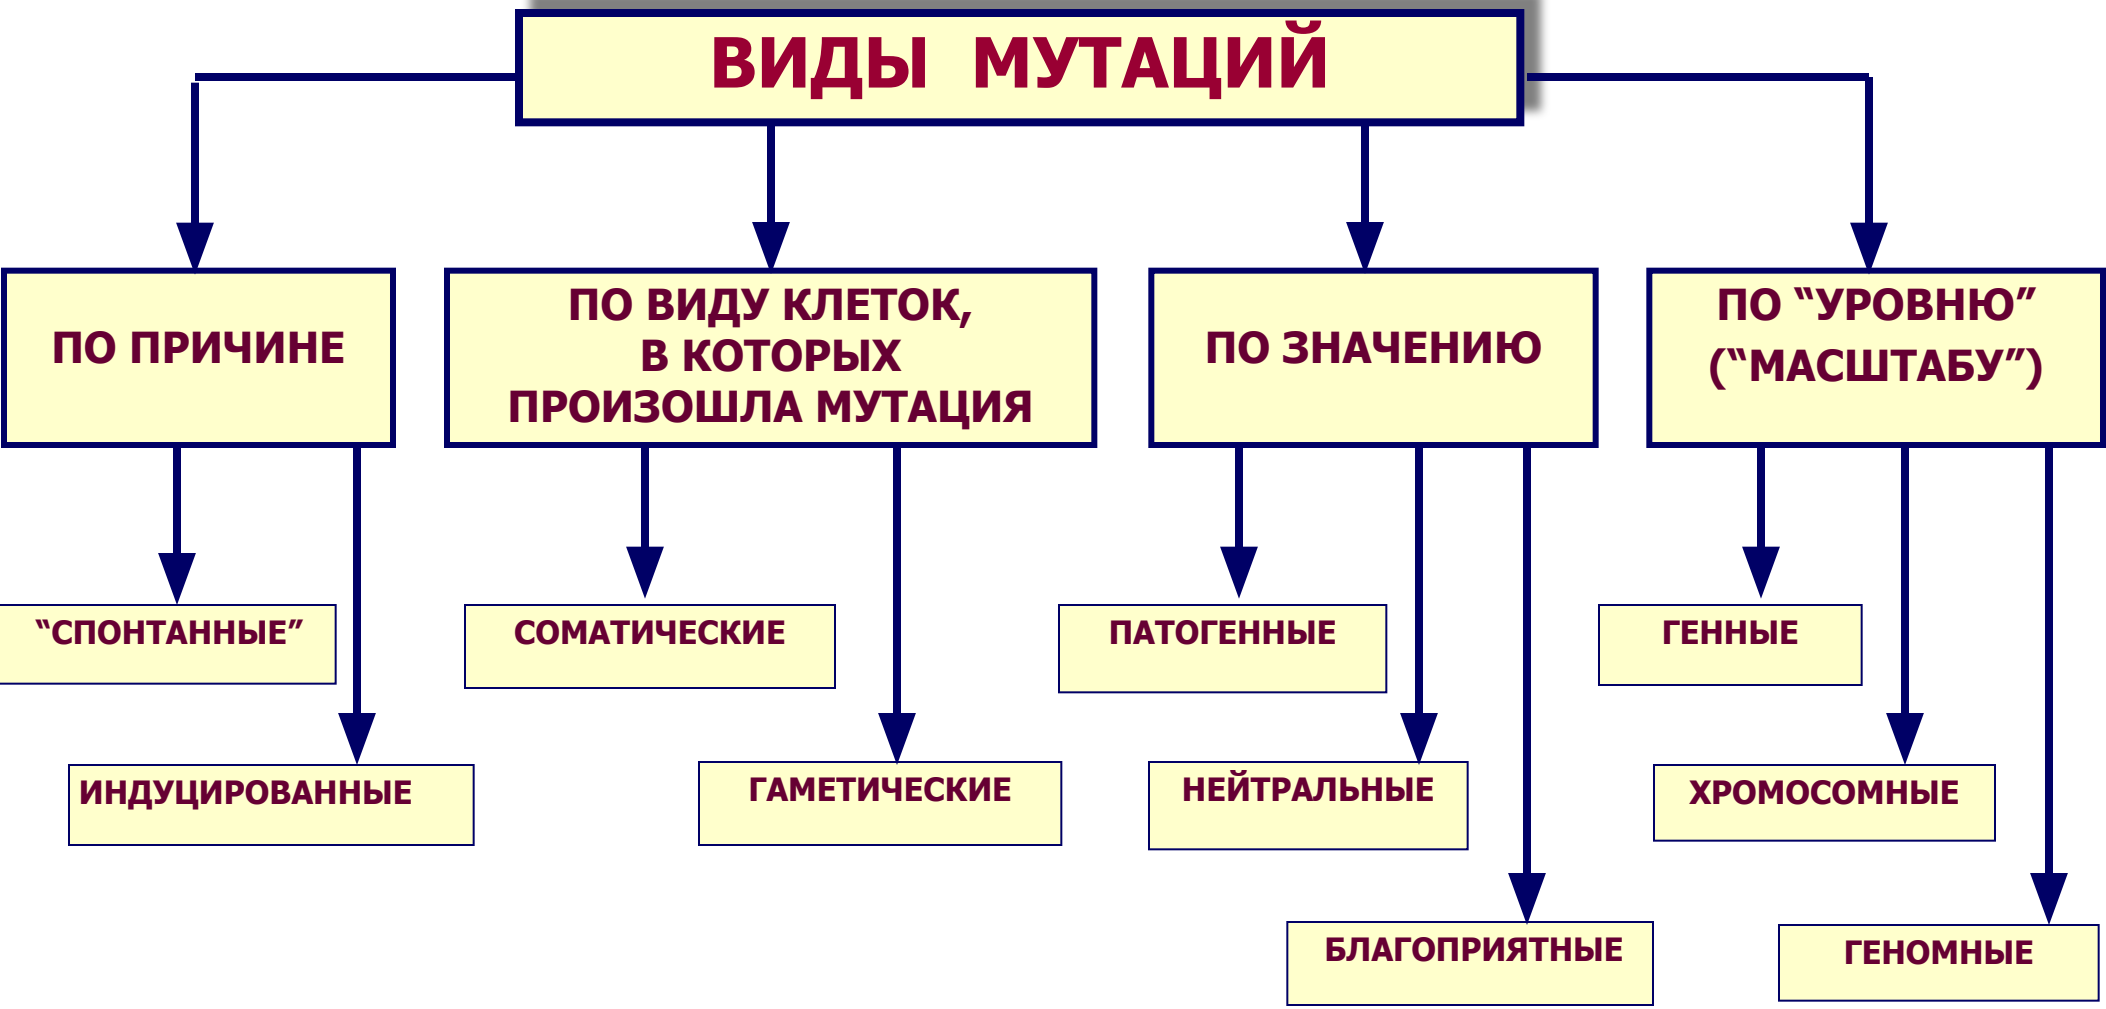 ВИДЫ МУТАЦИЙ
ПО ПРИЧИНЕ
ПО ВИДУ КЛЕТОК,
В КОТОРЫХ
ПРОИЗОШЛА МУТАЦИЯ
ПО ЗНАЧЕНИЮ
ПО “УРОВНЮ”
(“МАСШТАБУ”)
“СПОНТАННЫЕ”
СОМАТИЧЕСКИЕ
ПАТОГЕННЫЕ
ГЕННЫЕ
ИНДУЦИРОВАННЫЕ
ГАМЕТИЧЕСКИЕ
НЕЙТРАЛЬНЫЕ
ХРОМОСОМНЫЕ
БЛАГОПРИЯТНЫЕ
ГЕНОМНЫЕ